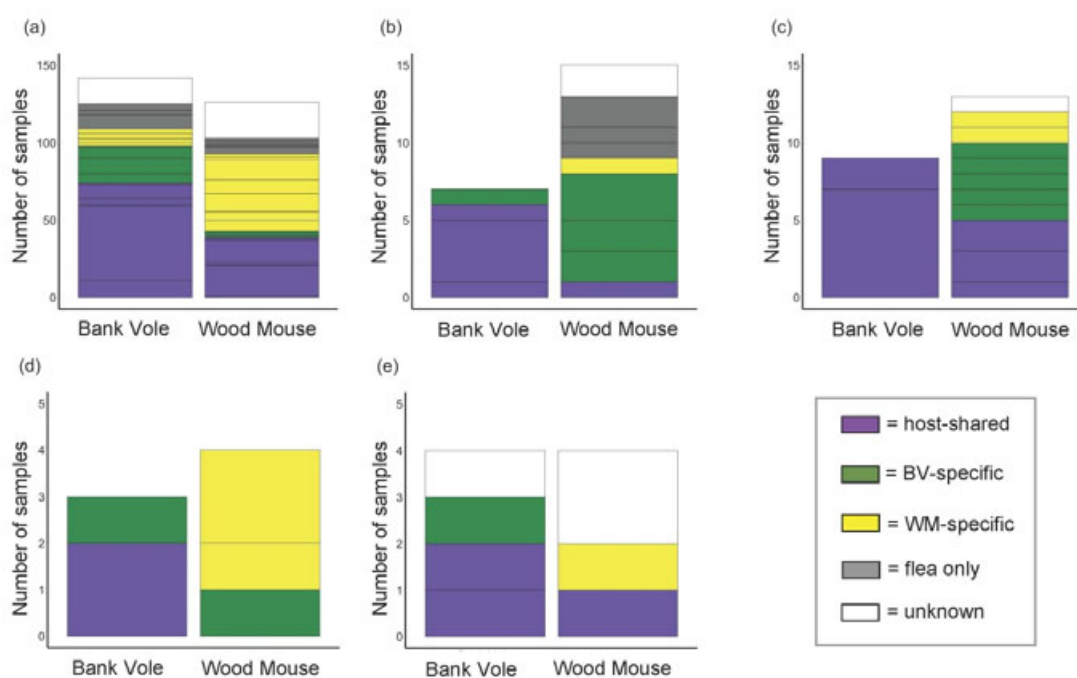 (a)
Number of samples
150
100
50
0
Bank Vole Wood Mouse
(b)
Number of samples
15
10
5
0
Bank Vole Wood Mouse
(c)
Number of samples
15
10
5
0
Bank Vole Wood Mouse
(d)
Number of samples
5
4
3
2
1
0
Bank Vole Wood Mouse
(e)
Number of samples
5
4
3
2
1
0
Bank Vole Wood Mouse
= host-shared
= BV-specific
= WM-specific
= flea only
= unknown